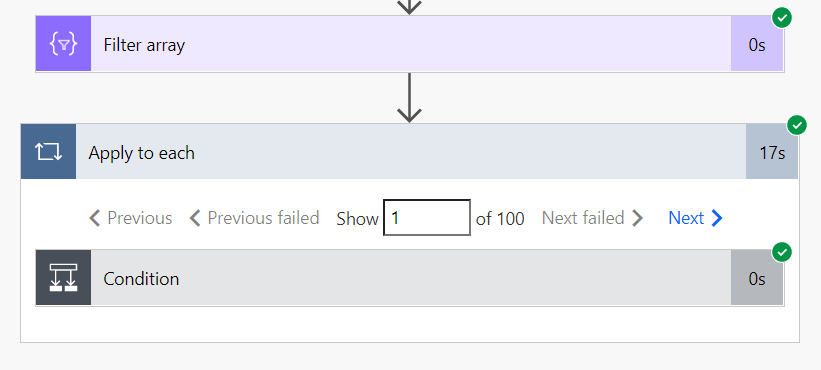 Filter array 0s
Apply to each 17s
Previous Previous failed Show 1 of 100 Next failed Next
Condition 0s